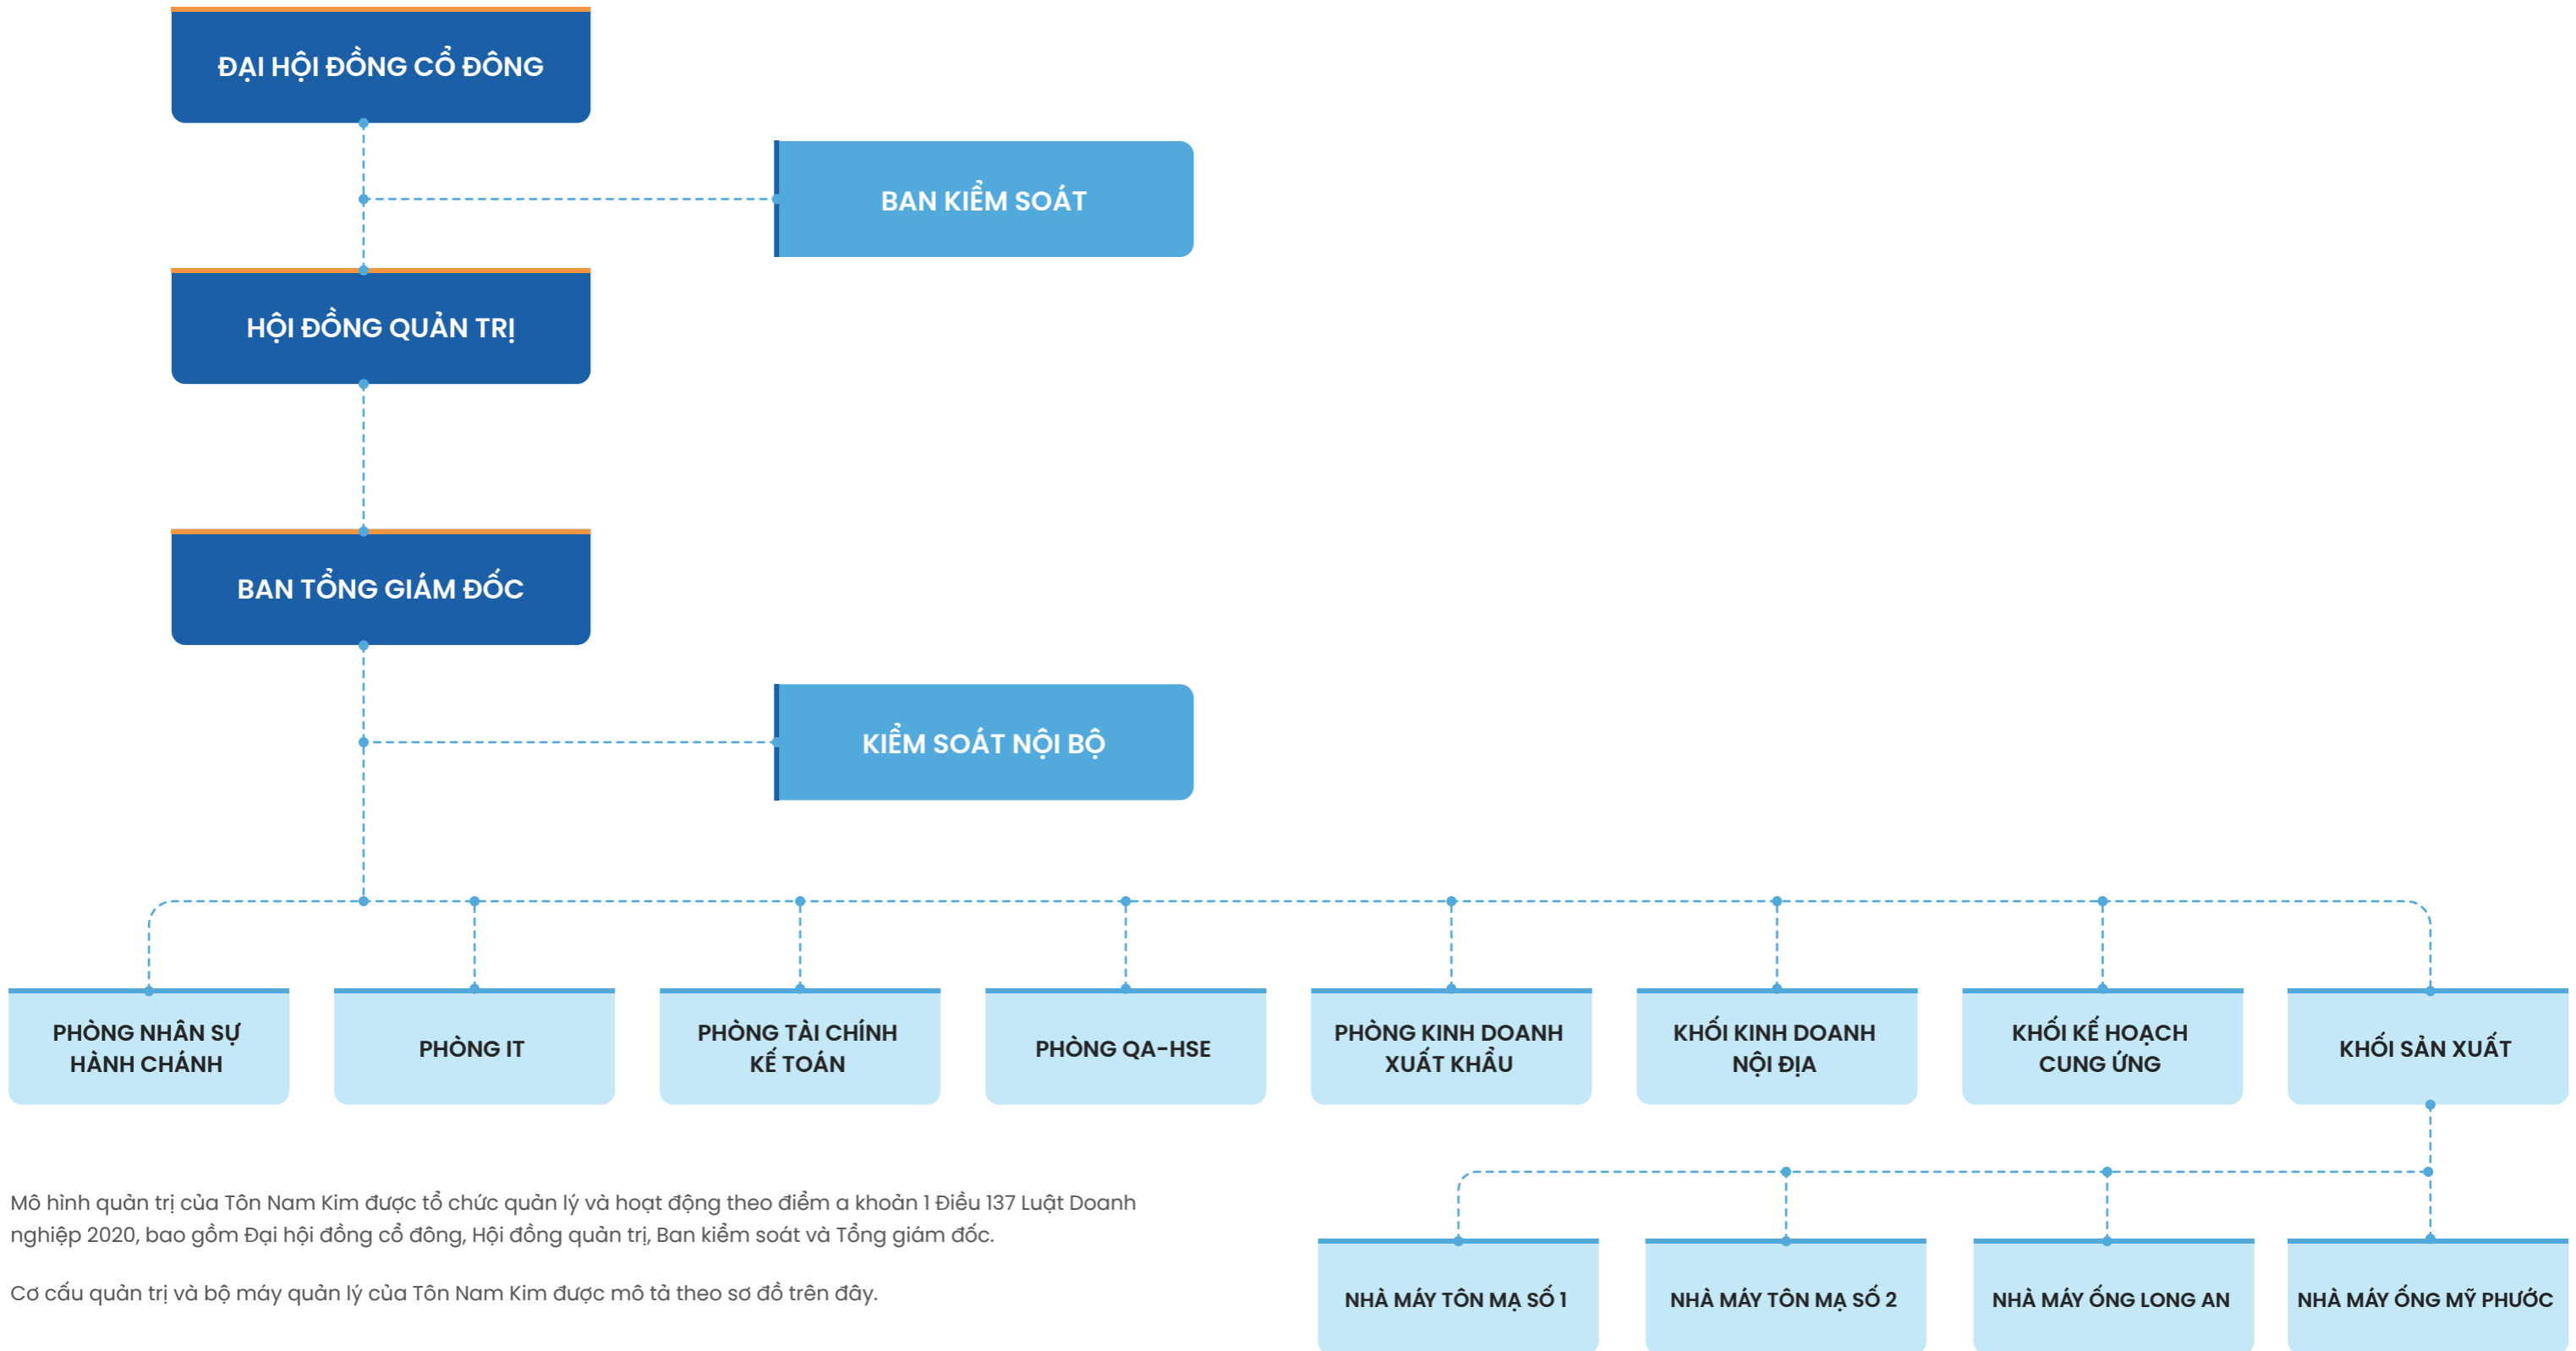 ĐẠI HỘI ĐỒNG CỔ ĐÔNG
BAN KIỂM SOÁT
HỘI ĐỒNG QUẢN TRỊ
BAN TỔNG GIÁM ĐỐC
KIỂM SOÁT NỘI BỘ
PHÒNG NHÂN SỰ
HÀNH CHÁNH
PHÒNG IT
PHÒNG TÀI CHÍNH
KẾ TOÁN
PHÒNG QA-HSE
PHÒNG KINH DOANH
XUẤT KHẨU
KHỐI KINH DOANH
NỘI ĐỊA
KHỐI KẾ HOẠCH
CUNG ỨNG
KHỐI SẢN XUẤT
Mô hình quản trị của Tôn Nam Kim được tổ chức quản lý và hoạt động theo điểm a khoản 1 Điều 137 Luật Doanh
nghiệp 2020, bao gồm Đại hội đồng cổ đông, Hội đồng quản trị, Ban kiểm soát và Tổng giám đốc.
Cơ cấu quản trị và bộ máy quản lý của Tôn Nam Kim được mô tả theo sơ đồ trên đây.
NHÀ MÁY TÔN MẠ SỐ 1
NHÀ MÁY TÔN MẠ SỐ 2
NHÀ MÁY ỐNG LONG AN
NHÀ MÁY ỐNG MỸ PHƯỚC